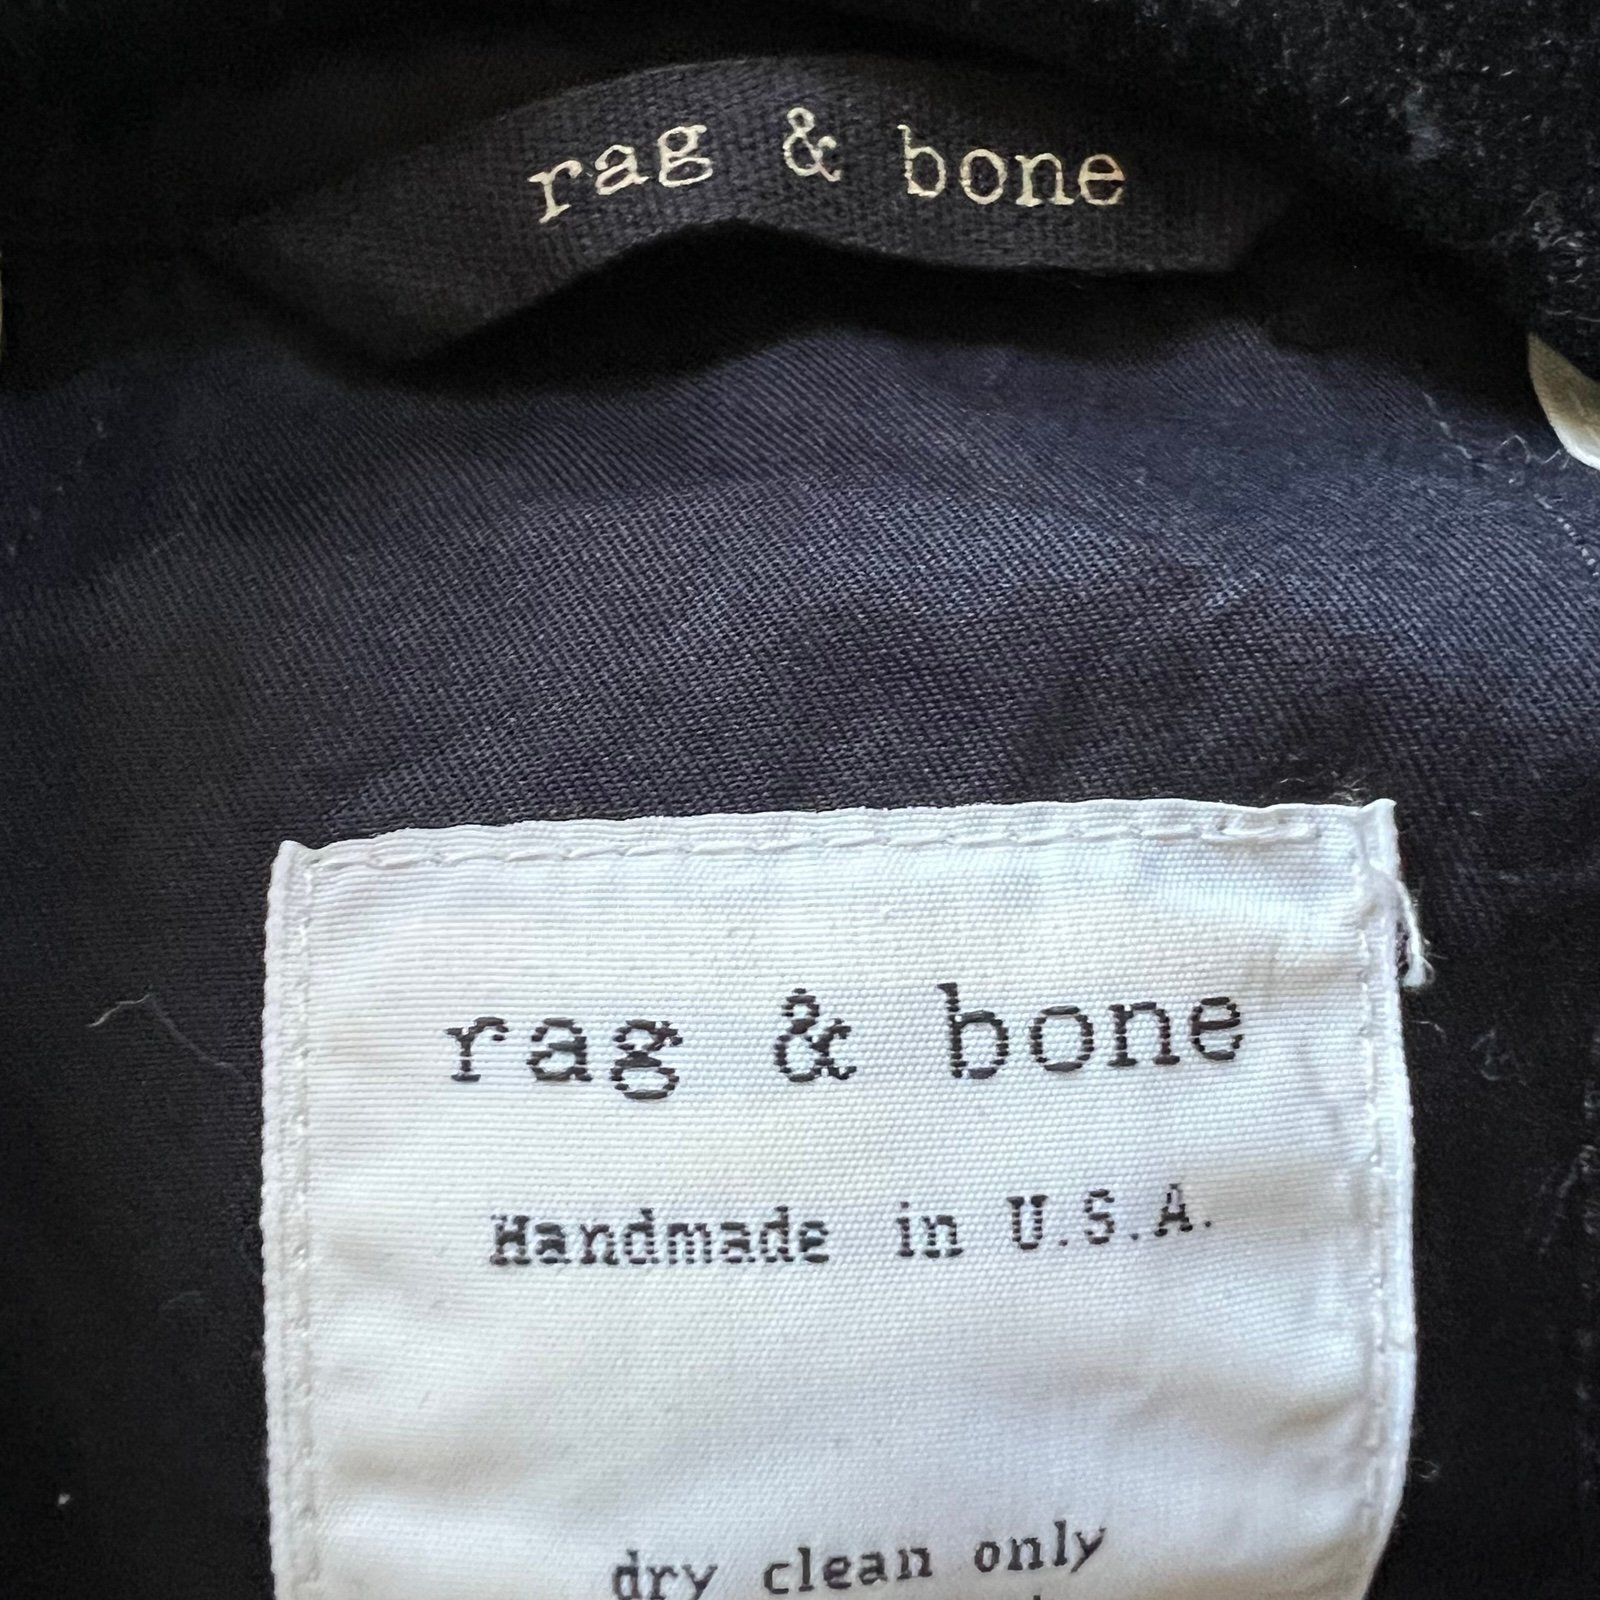 rag & bone
rag & bone
Handmade in U.S.A.
dry clean only